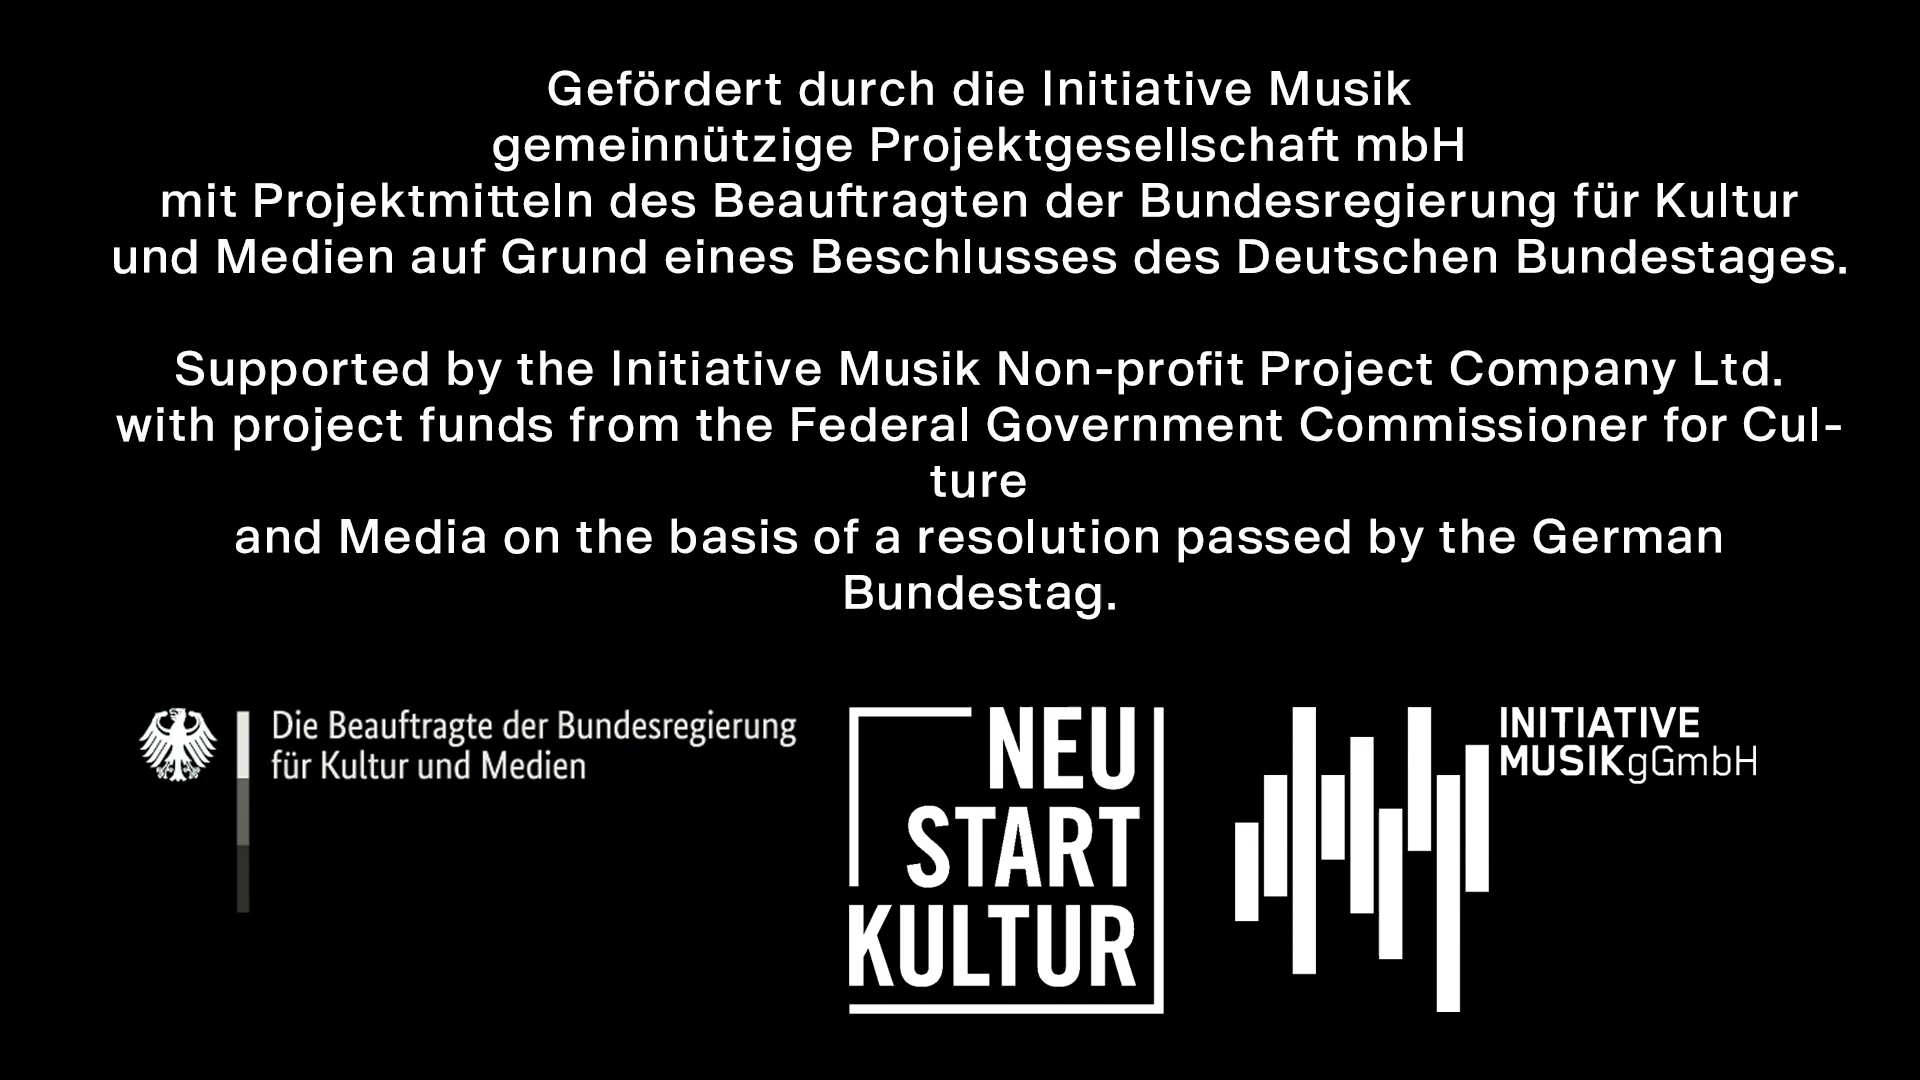 Gefördert durch die Initiative Musik
gemeinnützige Projektgesellschaft mbH
mit Projektmitteln des Beauftragten der Bundesregierung für Kultur
und Medien auf Grund eines Beschlusses des Deutschen Bundestages.
Supported by the Initiative Musik Non-profit Project Company Ltd.
with project funds from the Federal Government Commissioner for Cul-
ture
and Media on the basis of a resolution passed by the German
Bundestag.
Die Beauftragte der Bundesregierung
für Kultur und Medien
NEU
START
KULTUR
INITIATIVE
MUSIKgGmbH